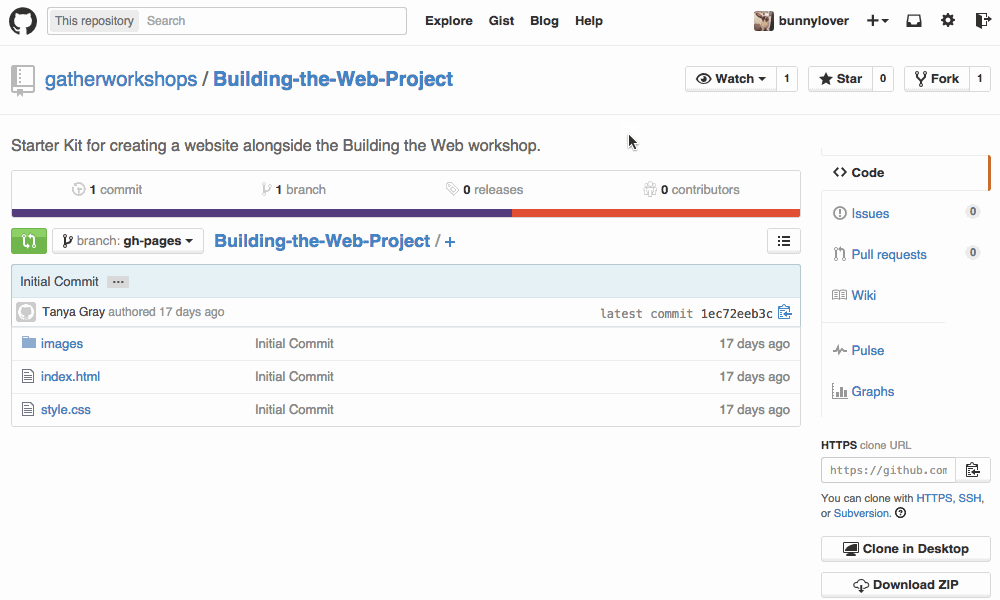 This repository Search Explore Gist Blog Help bunnylover
gatherworkshops / Building-the-Web-Project Watch 1 Star 0 Fork 1
Starter Kit for creating a website alongside the Building the Web workshop.
1 commit 1 branch 0 releases 0 contributors
branch: gh-pages Building-the-Web-Project / +
Initial Commit ...
Tanya Gray authored 17 days ago latest commit 1ec72eeb3c
images Initial Commit 17 days ago
index.html Initial Commit 17 days ago
style.css Initial Commit 17 days ago
Code
Issues 0
Pull requests 0
Wiki
Pulse
Graphs
HTTPS clone URL
https://github.com
You can clone with HTTPS, SSH,
or Subversion.
Clone in Desktop
Download ZIP